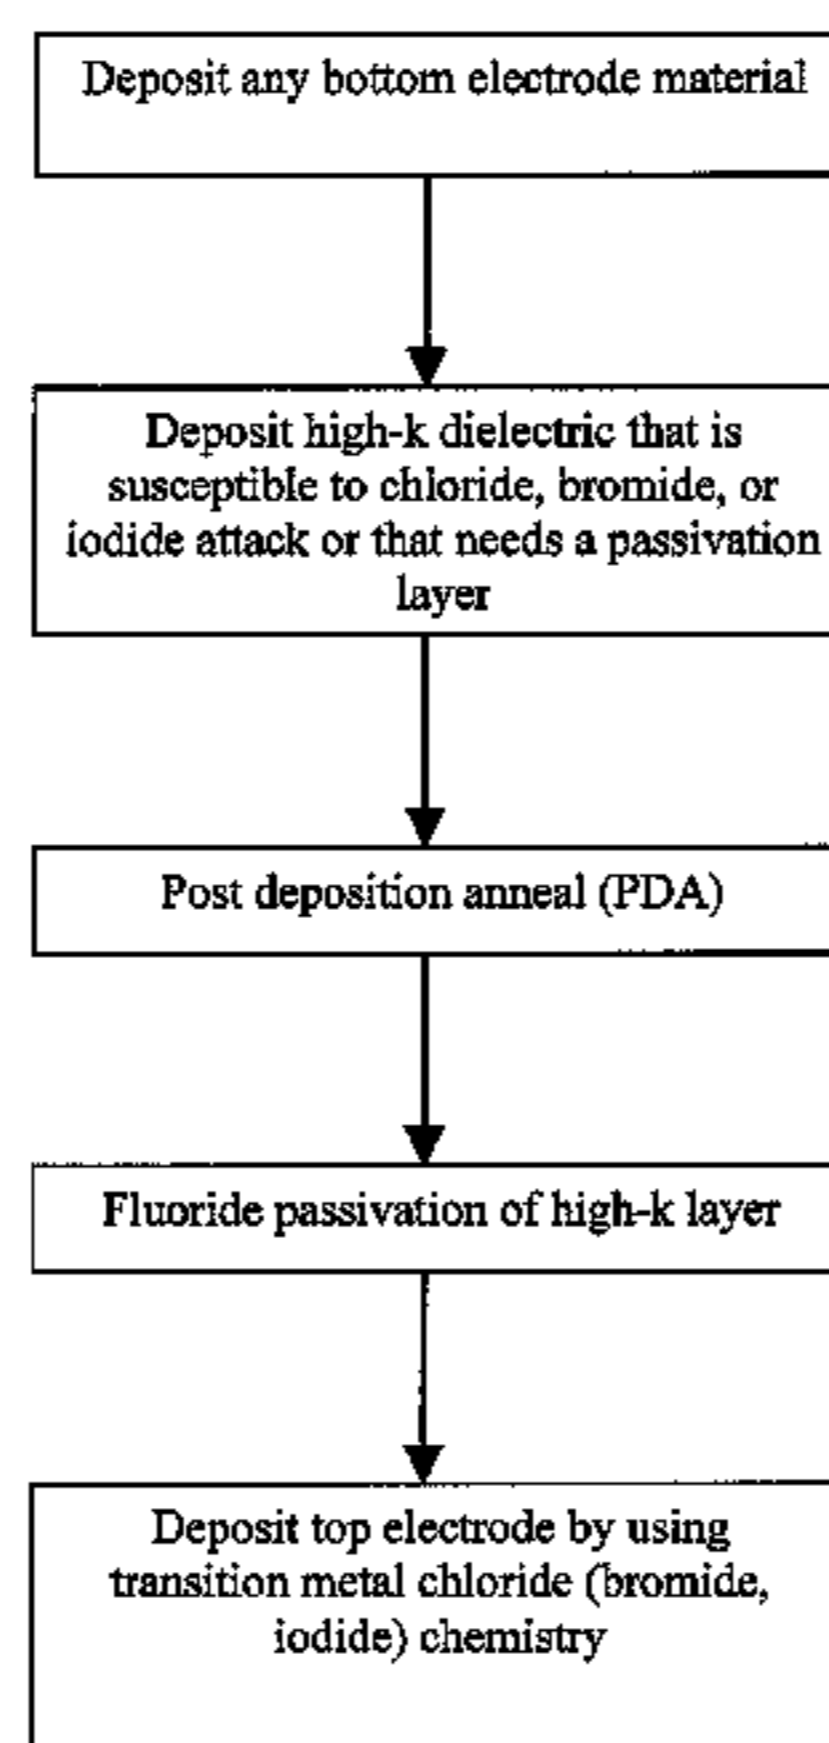 Deposit any bottom electrode material
Deposit high-k dielectric that is
susceptible to chloride, bromide, or
iodide attack or that needs a passivation
layer
Post deposition anneal (PDA)
Fluoride passivation of high-k layer
Deposit top electrode by using
transition metal chloride (bromide,
iodide) chemistry